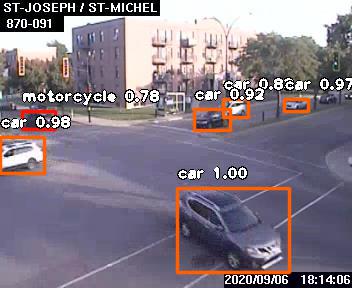 ST-JOSEPH / ST-MICHEL
870-091
motorcycle 0.78
car 0.92
car 0.8
car 0.97
car 0.98
car 1.00
2020/09/06 18:14:06